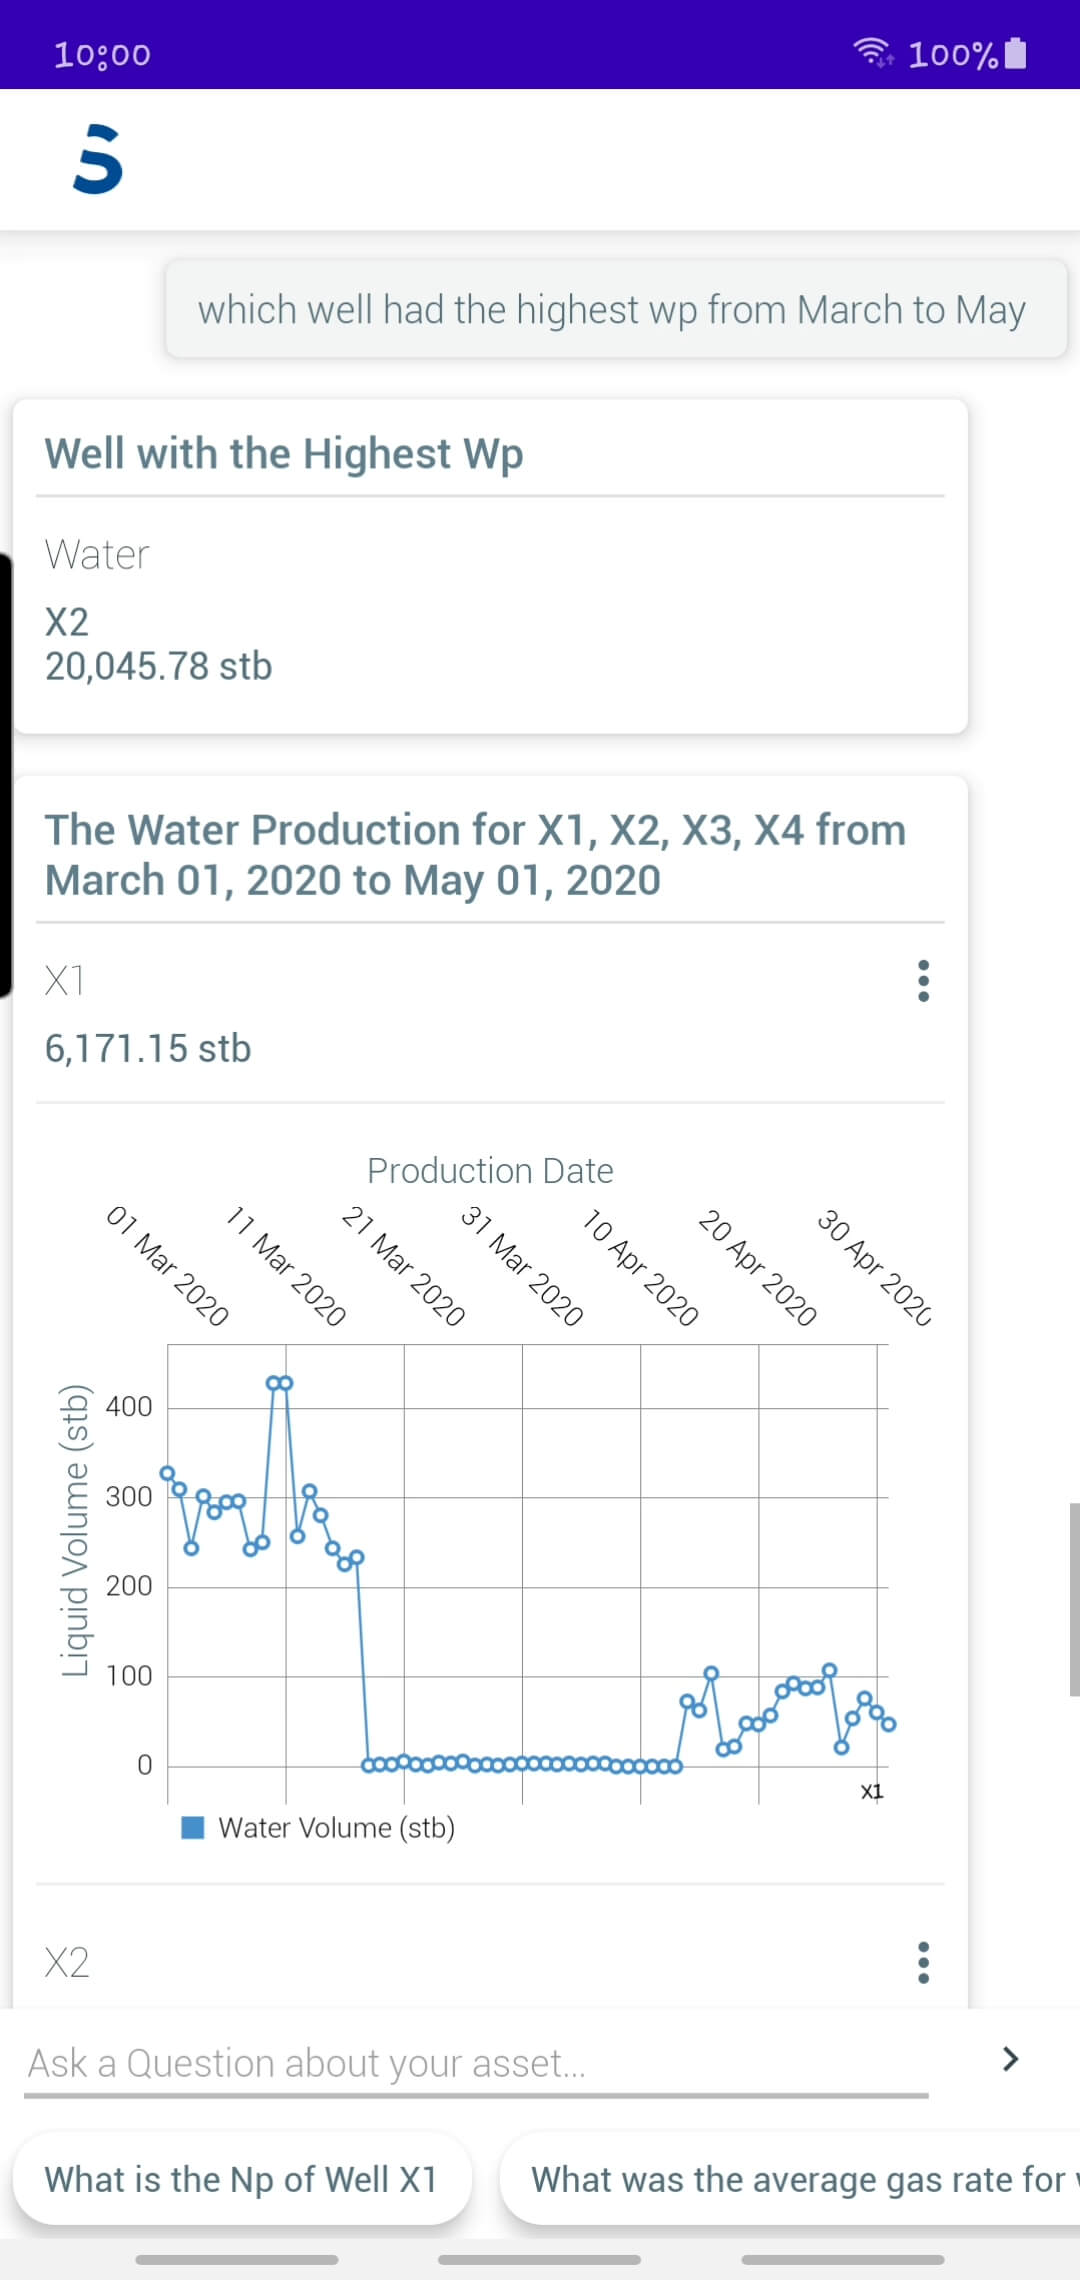 10:00
100%
which well had the highest wp from March to May
Well with the Highest Wp
Water
X2
20,045.78 stb
The Water Production for X1, X2, X3, X4 from
March 01, 2020 to May 01, 2020
X1
6,171.15 stb
Production Date
01 Mar 2020
11 Mar 2020
21 Mar 2020
31 Mar 2020
10 Apr 2020
20 Apr 2020
30 Apr 2020
Liquid Volume (stb)
400
300
200
100
0
X1
Water Volume (stb)
X2
Ask a Question about your asset...
What is the Np of Well X1
What was the average gas rate for